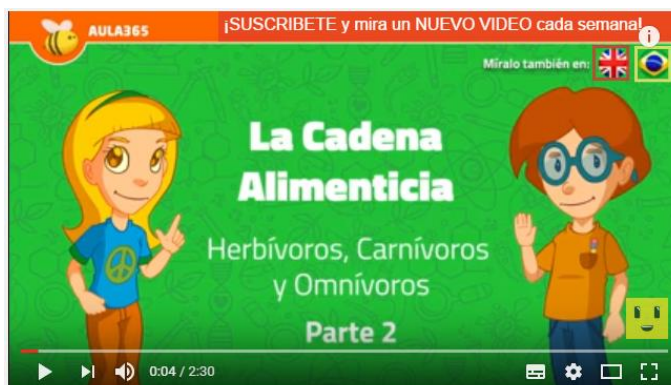 AULA365
¡SUSCRIBETE y mira un NUEVO VIDEO cada semana!
i
Míralo también en:
La Cadena
Alimenticia
Herbívoros, Carnívoros
y Omnívoros
Parte 2
0:04 / 2:30